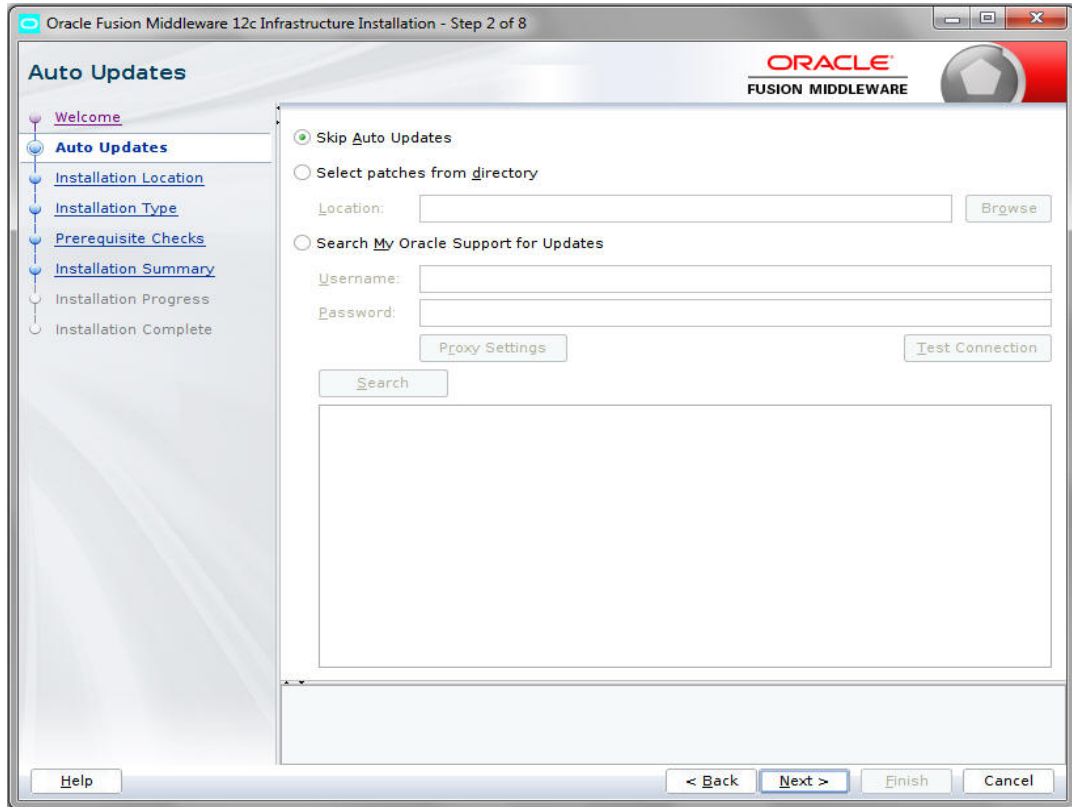 Oracle Fusion Middleware 12c Infrastructure Installation - Step 2 of 8
Auto Updates
ORACLE
FUSION MIDDLEWARE
Welcome
Auto Updates
Installation Location
Installation Type
Prerequisite Checks
Installation Summary
Installation Progress
Installation Complete
Skip Auto Updates
Select patches from directory
Location:
Browse
Search My Oracle Support for Updates
Username:
Password:
Proxy Settings
Test Connection
Search
Help
< Back
Next >
Finish
Cancel